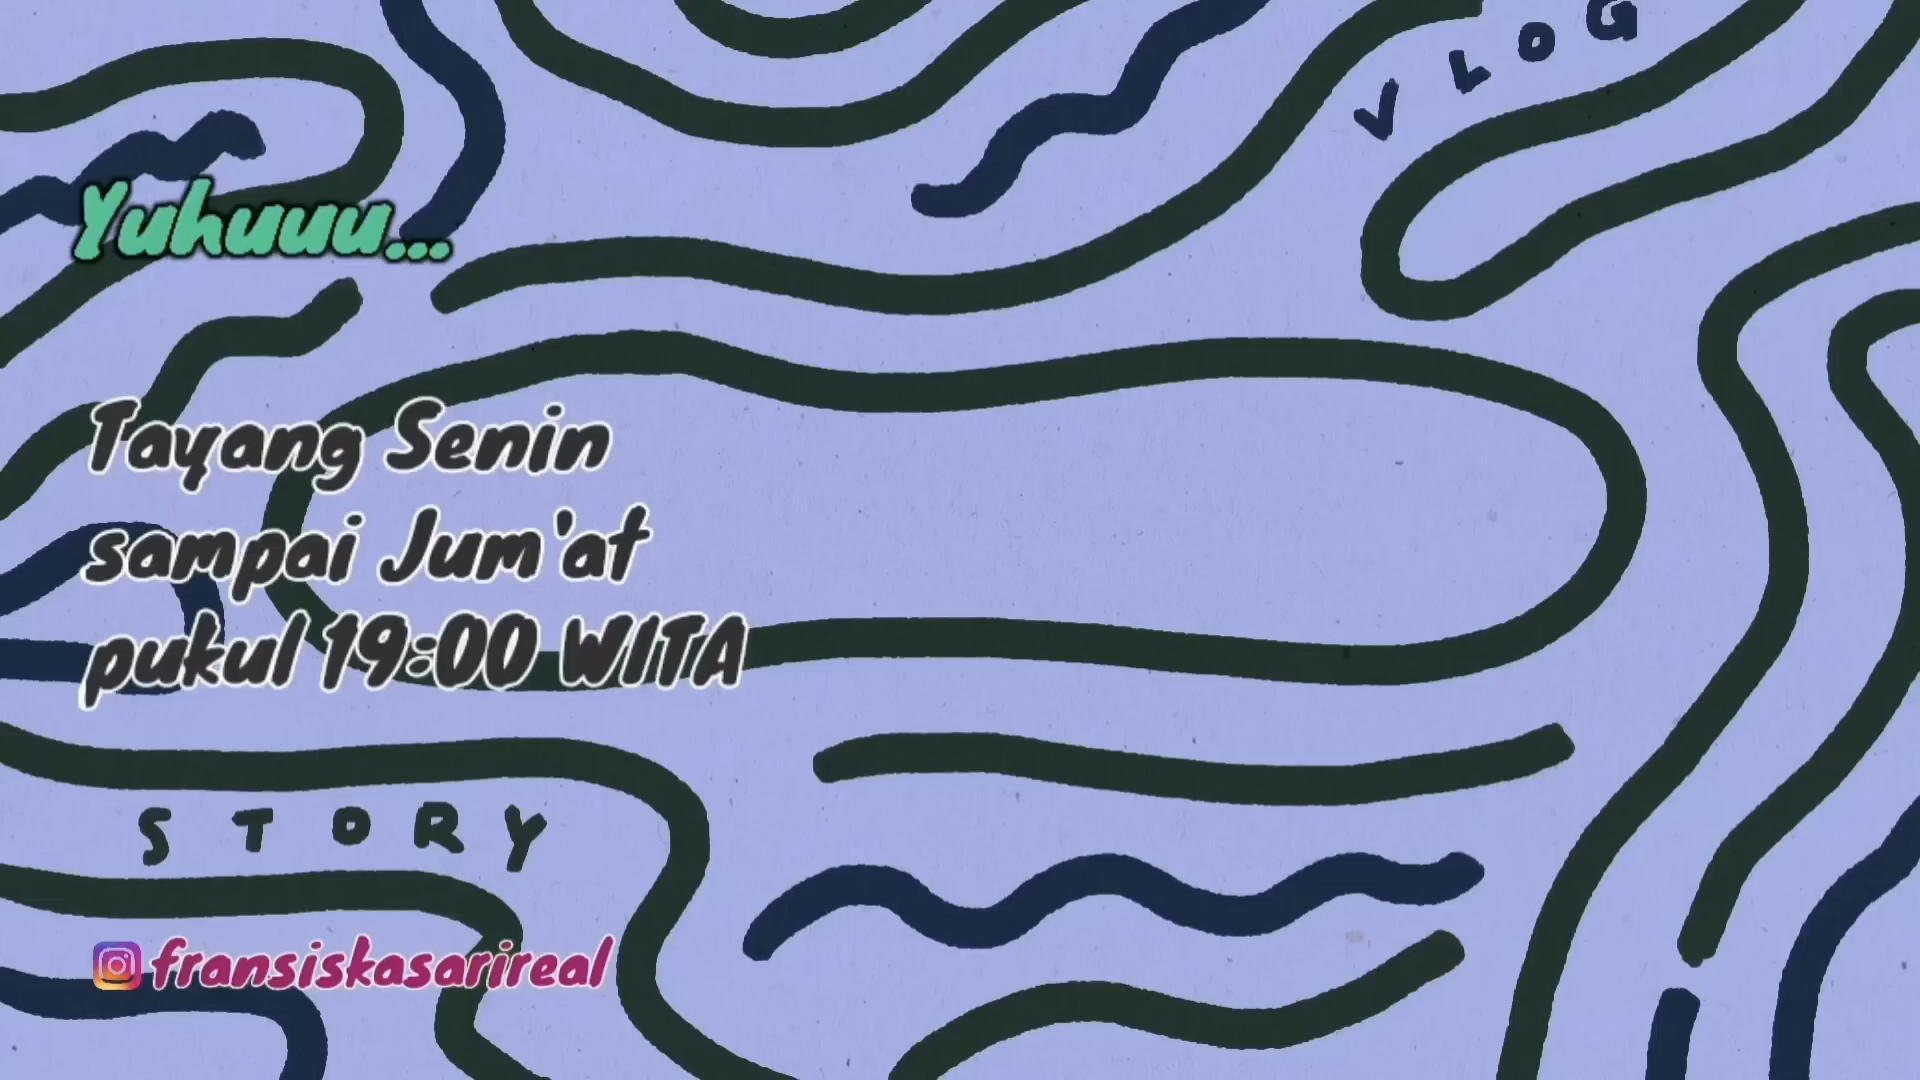 VLOG
Yuhuuu...
Tayang Senin
sampai Jum'at
pukul 19:00 WITA
STORY
fransiskasarireal